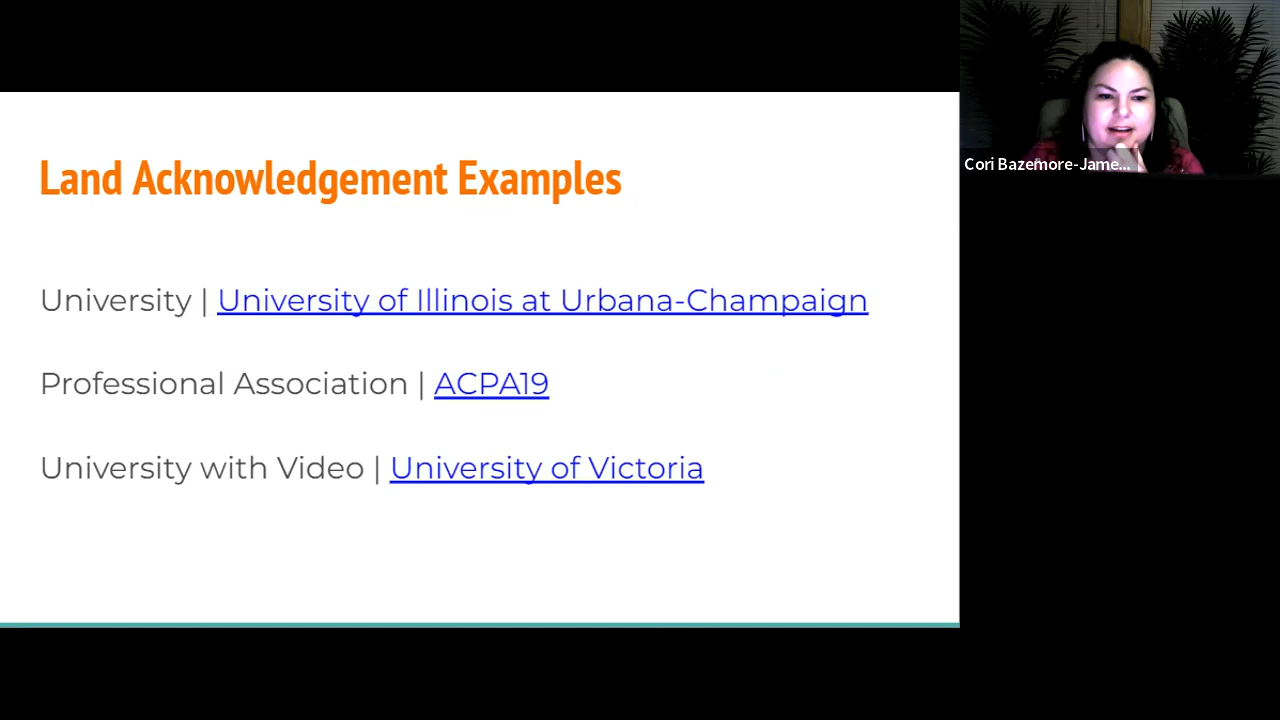 Land Acknowledgement Examples
University | University of Illinois at Urbana-Champaign
Professional Association | ACPA19
University with Video | University of Victoria
Cori Bazemore-Jame...